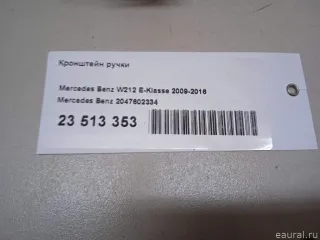 Кронштейн ручки
Mercedes Benz W212 E-Klasse 2009-2016
Mercedes Benz 2047602334
23 513 353
eaural.ru